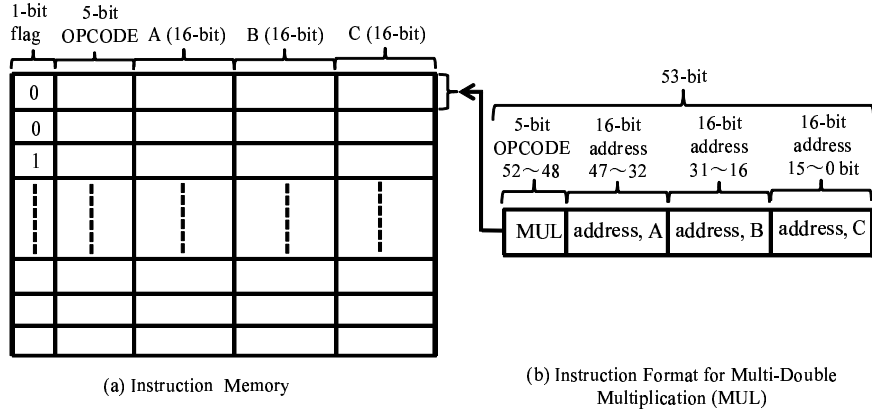 1-bit
flag
5-bit
OPCODE
A (16-bit)
B (16-bit)
C (16-bit)
0
0
1
(a) Instruction Memory
53-bit
5-bit
OPCODE
52~48
16-bit
address
47~32
16-bit
address
31~16
16-bit
address
15~0 bit
MUL
address, A
address, B
address, C
(b) Instruction Format for Multi-Double
Multiplication (MUL)